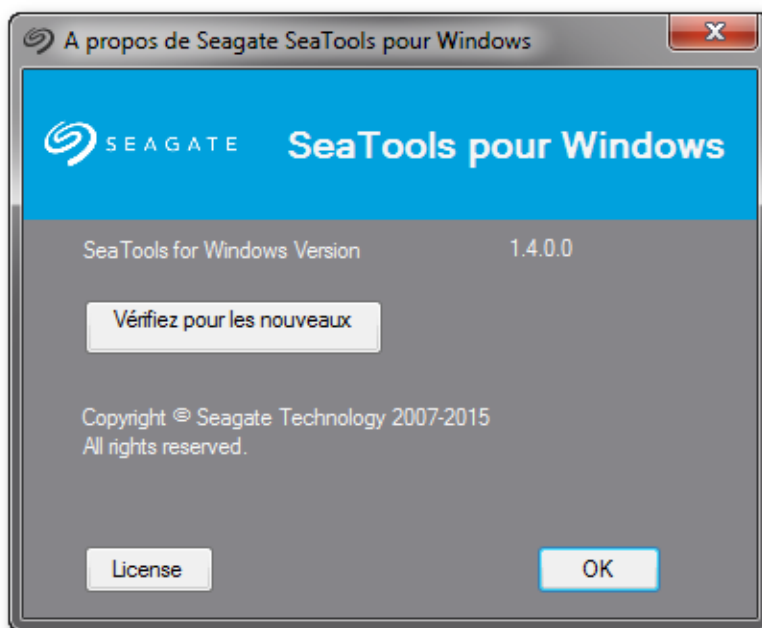 A propos de Seagate SeaTools pour Windows
SEAGATE
SeaTools pour Windows
SeaTools for Windows Version 1.4.0.0
Vérifiez pour les nouveaux
Copyright © Seagate Technology 2007-2015
All rights reserved.
License
OK